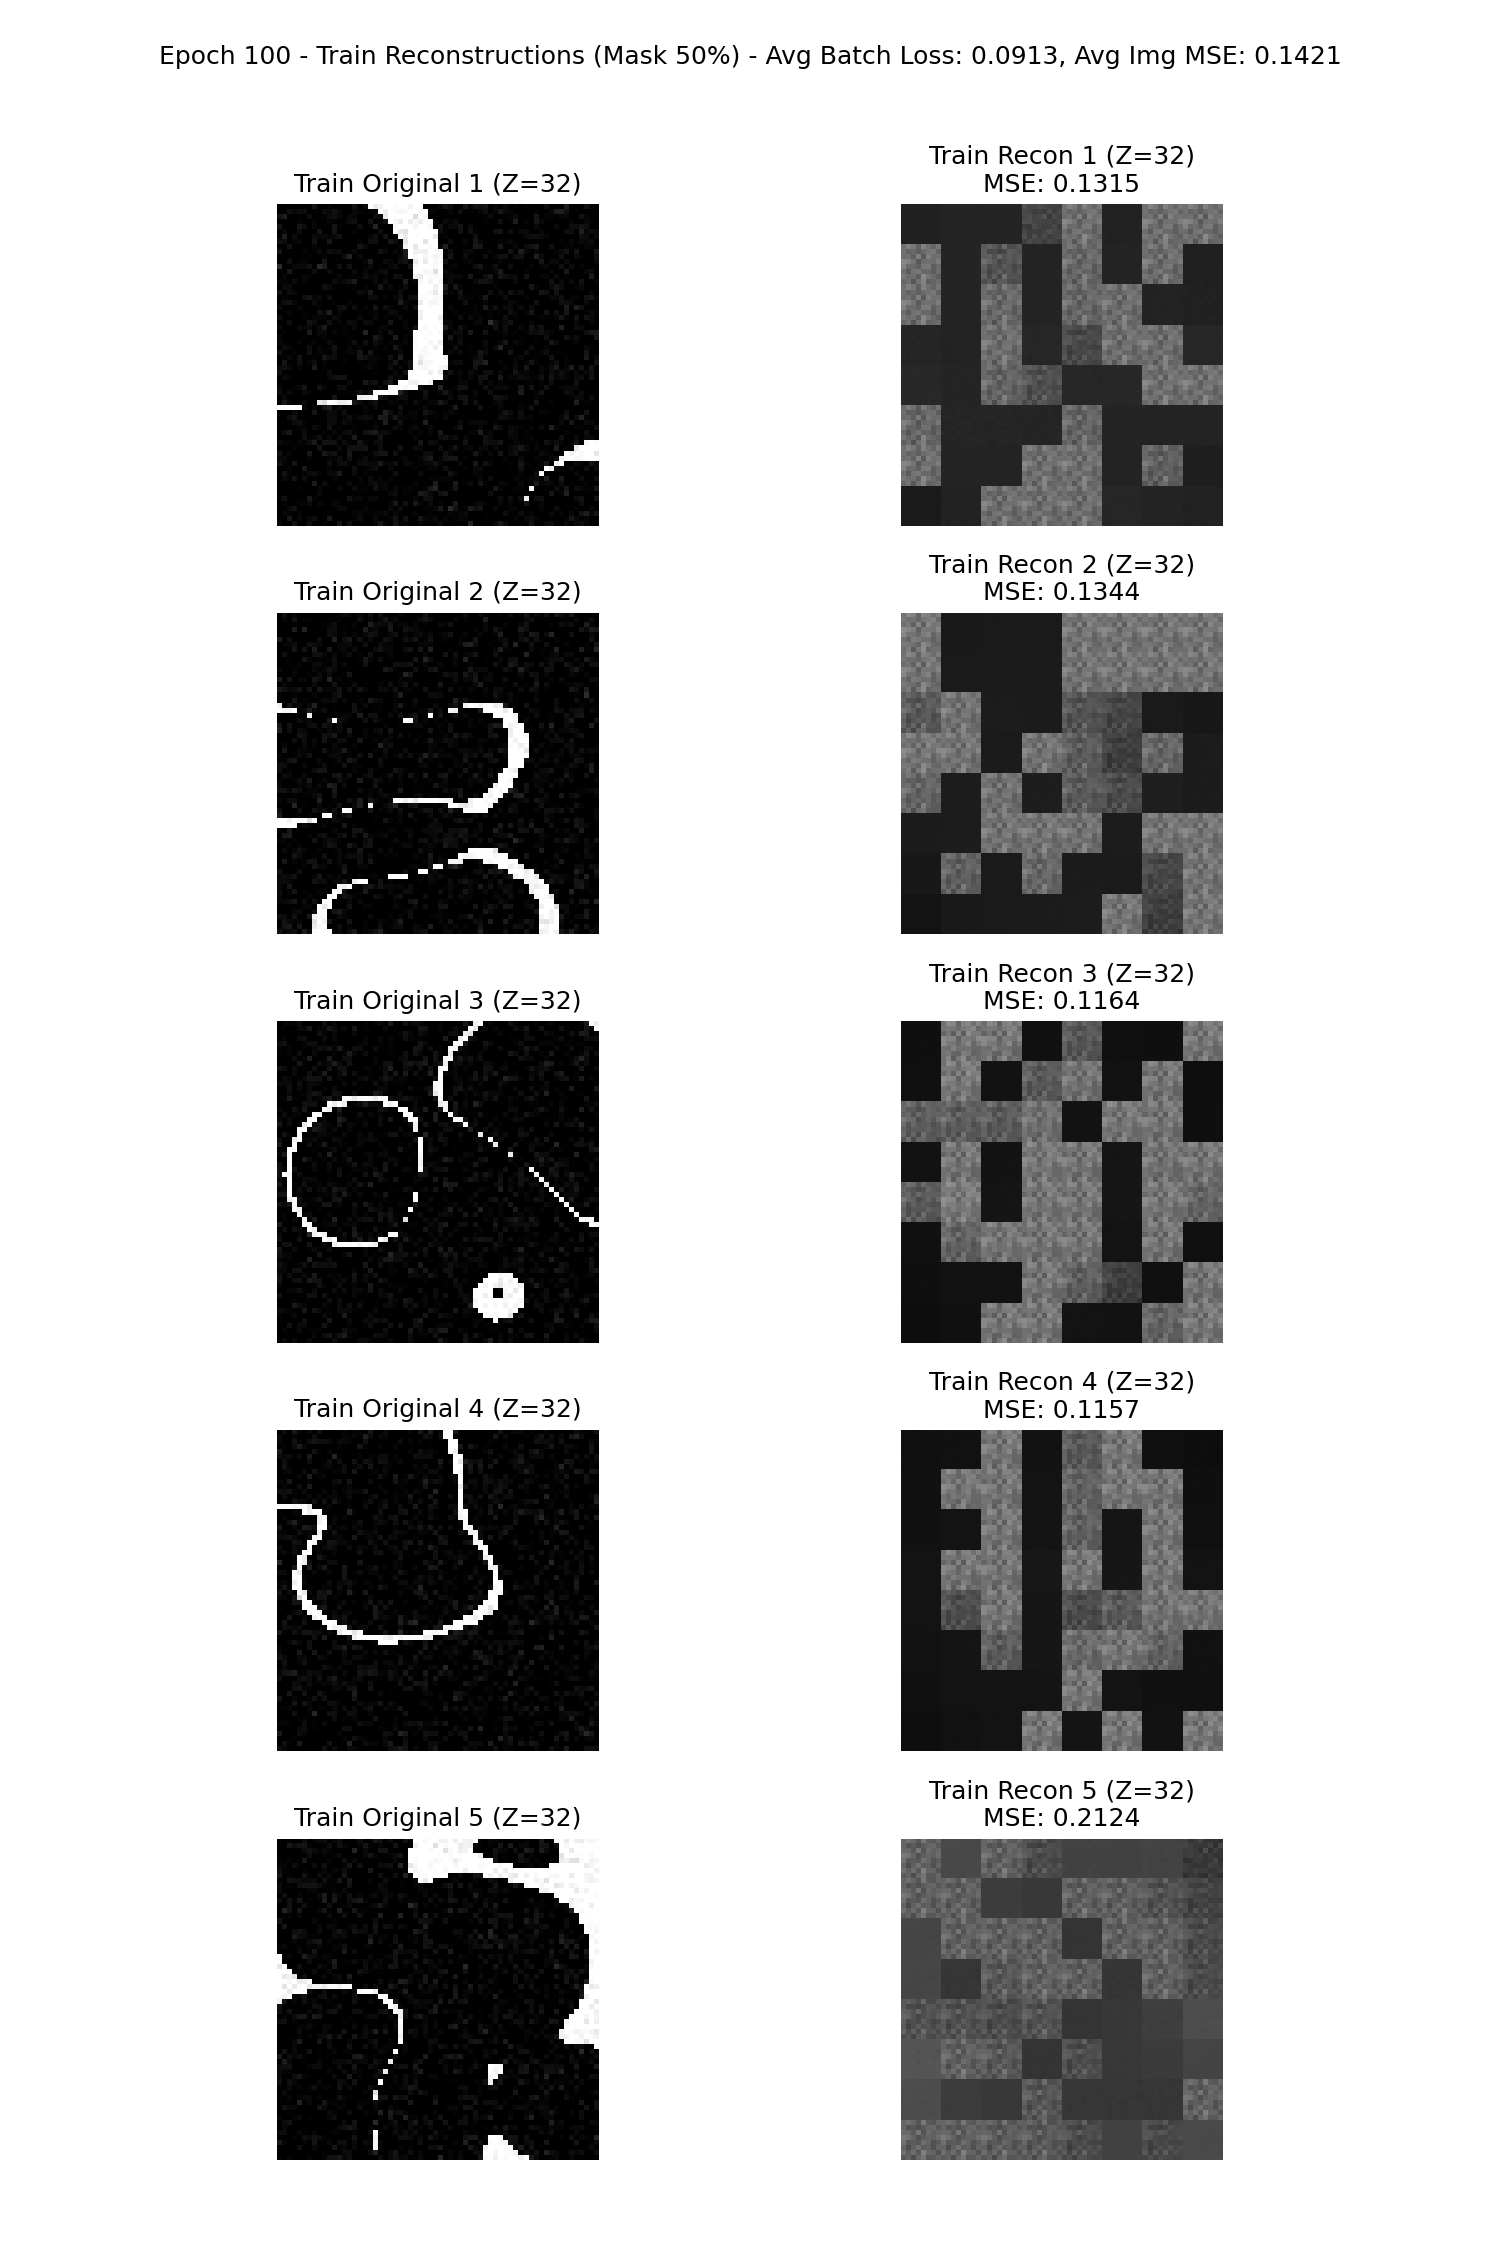 Epoch 100 - Train Reconstructions (Mask 50%) - Avg Batch Loss: 0.0913, Avg Img MSE: 0.1421
Train Original 1 (Z=32)
Train Recon 1 (Z=32)
MSE: 0.1315
Train Original 2 (Z=32)
Train Recon 2 (Z=32)
MSE: 0.1344
Train Original 3 (Z=32)
Train Recon 3 (Z=32)
MSE: 0.1164
Train Original 4 (Z=32)
Train Recon 4 (Z=32)
MSE: 0.1157
Train Original 5 (Z=32)
Train Recon 5 (Z=32)
MSE: 0.2124